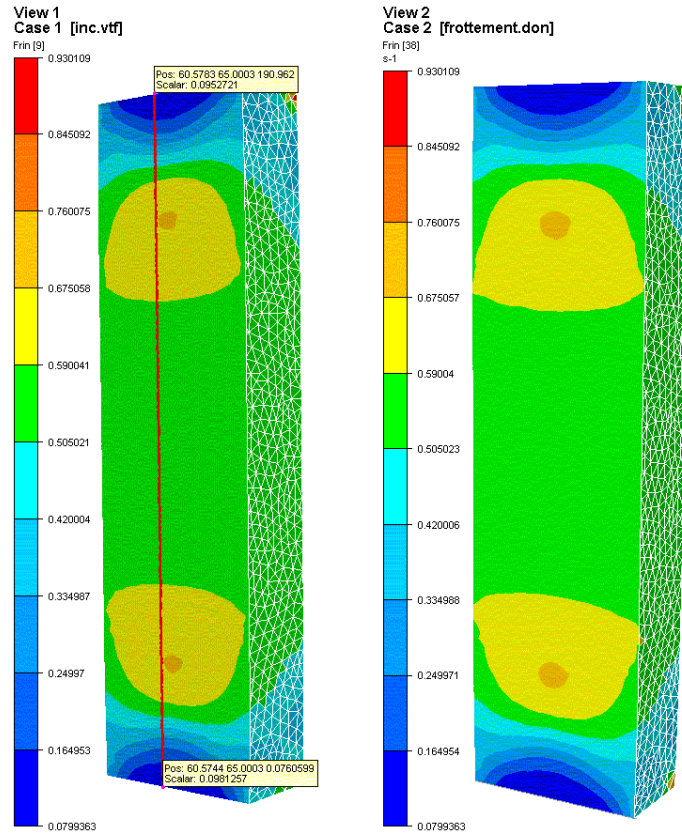 View 1
Case 1 [inc.vtf]
Frin [9]
0.930109
0.845092
0.760075
0.675058
0.590041
0.505021
0.420004
0.334987
0.24997
0.164953
0.0799363
Pos: 60.5783 65.0003 190.962
Scalar: 0.0952721
Pos: 60.5744 65.0003 0.0760599
Scalar: 0.0981257
View 2
Case 2 [frottement.don]
Frin [38]
s-1
0.930109
0.845092
0.760075
0.675057
0.59004
0.505023
0.420006
0.334988
0.249971
0.164954
0.0799363